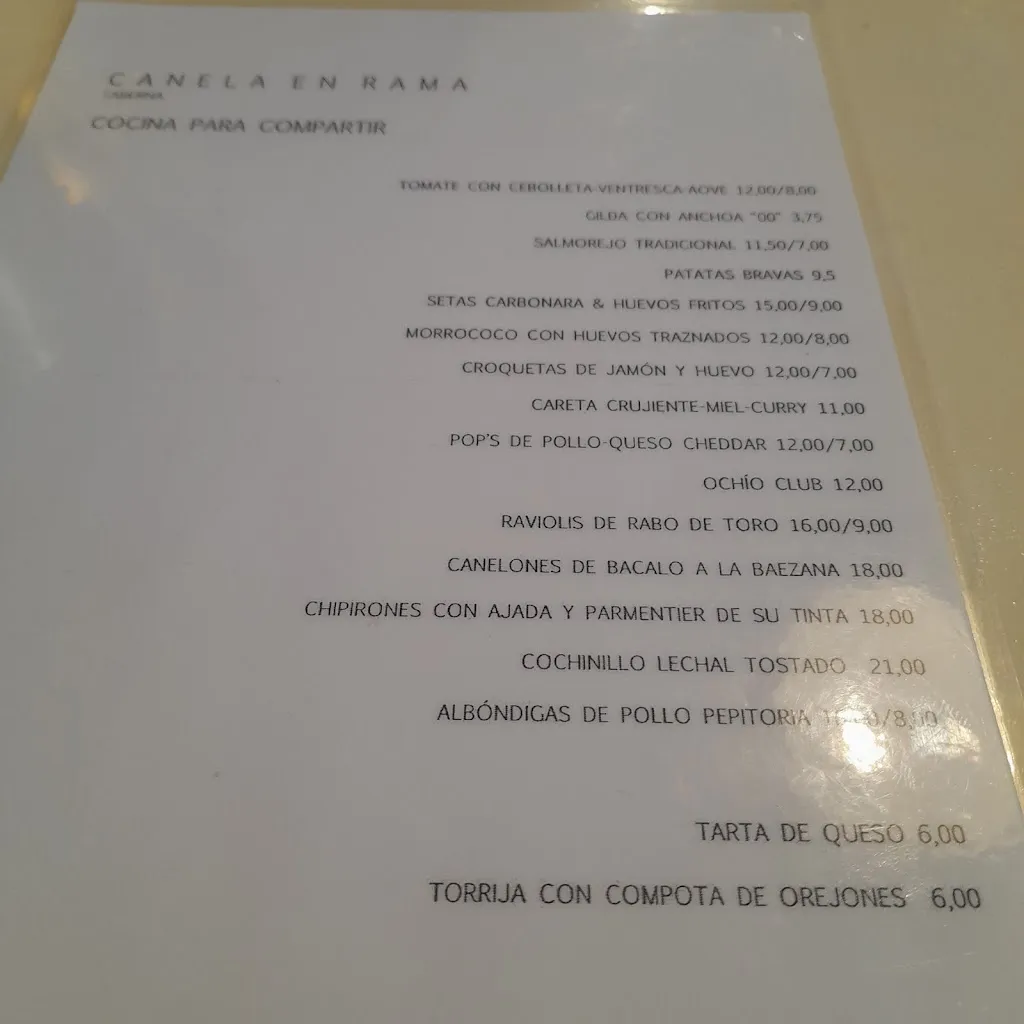 CANELA EN RAMA
TABERNA
COCINA PARA COMPARTIR
TOMATE CON CEBOLLETA-VENTRESCA-AOVE 12,00/8,00
GILDA CON ANCHOA "00" 3,75
SALMOREJO TRADICIONAL 11,50/7,00
PATATAS BRAVAS 9,5
SETAS CARBONARA & HUEVOS FRITOS 15,00/9,00
MORROCOCO CON HUEVOS TRAZNADOS 12,00/8,00
CROQUETAS DE JAMÓN Y HUEVO 12,00/7,00
CARETA CRUJIENTE-MIEL-CURRY 11,00
POP'S DE POLLO-QUESO CHEDDAR 12,00/7,00
OCHÍO CLUB 12,00
RAVIOLIS DE RABO DE TORO 16,00/9,00
CANELONES DE BACALO A LA BAEZANA 18,00
CHIPIRONES CON AJADA Y PARMENTIER DE SU TINTA 18,00
COCHINILLO LECHAL TOSTADO 21,00
ALBÓNDIGAS DE POLLO PEPITORIA
TARTA DE QUESO 6,00
TORRIJA CON COMPOTA DE OREJONES 6,00